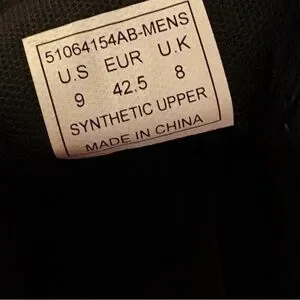 51064154AB-MENS
U.S EUR U.K
9 42.5 8
SYNTHETIC UPPER
MADE IN CHINA